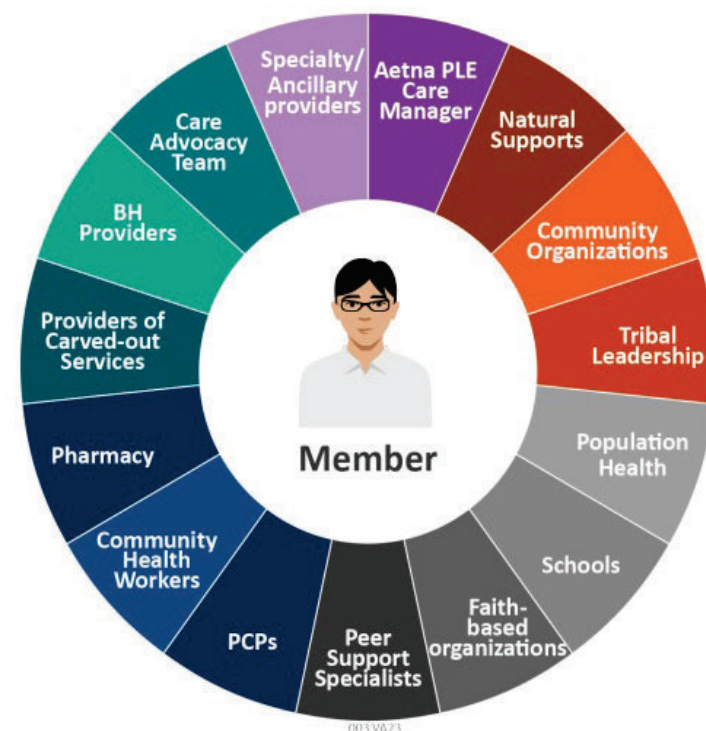 Aetna PLE
Care
Manager
Natural
Supports
Community
Organizations
Tribal
Leadership
Population
Health
Schools
Faith-
based
organizations
Peer
Support
Specialists
PCPs
Community
Health
Workers
Pharmacy
Providers of
Carved-out
Services
BH
Providers
Care
Advocacy
Team
Specialty/
Ancillary
providers
Member
003.VA23